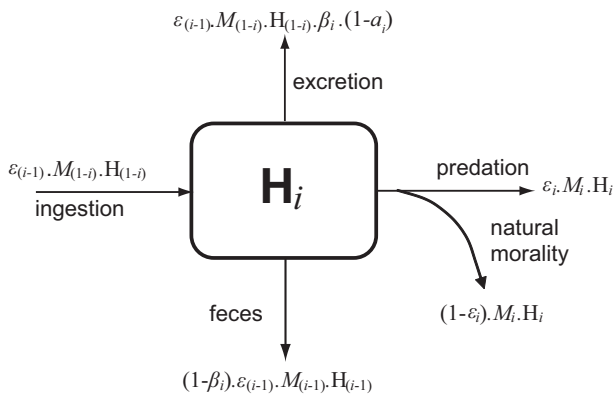 ε(i-1).M(1-i).H(1-i).βi.(1-ai)
excretion
ε(i-1).M(1-i).H(1-i)
ingestion
Hi
predation
εi.Mi.Hi
natural
morality
(1-εi).Mi.Hi
feces
(1-βi).ε(i-1).M(i-1).H(i-1)